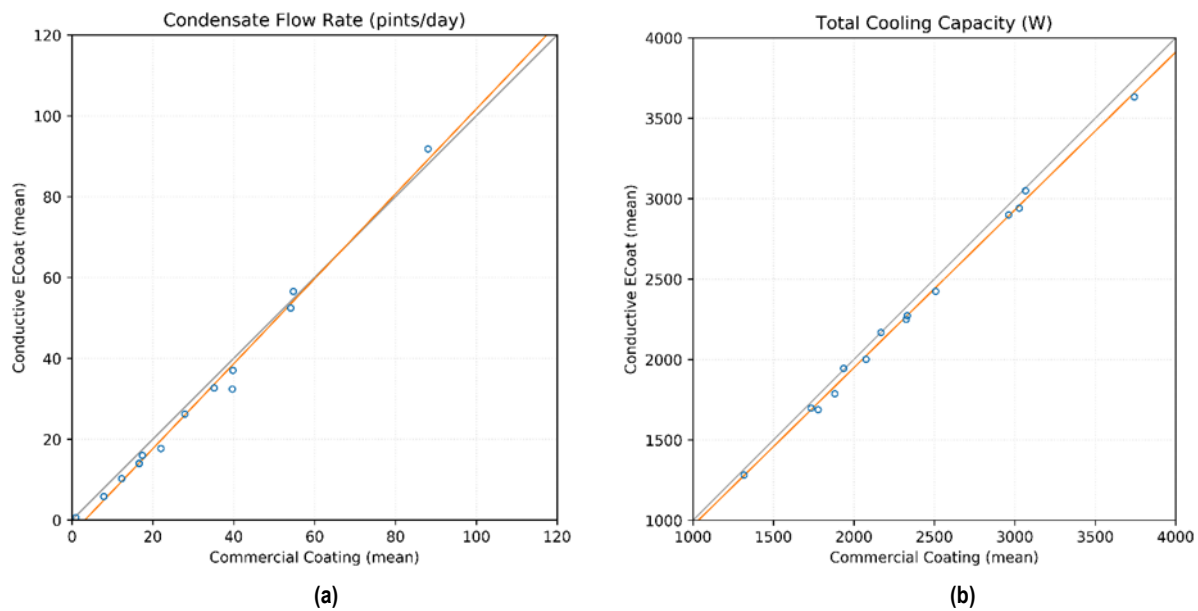 Condensate Flow Rate (pints/day)
120
100
80
60
40
20
0
Conductive ECoat (mean)
0 20 40 60 80 100 120
Commercial Coating (mean)
(a)
Total Cooling Capacity (W)
4000
3500
3000
2500
2000
1500
1000
Conductive ECoat (mean)
1000 1500 2000 2500 3000 3500 4000
Commercial Coating (mean)
(b)